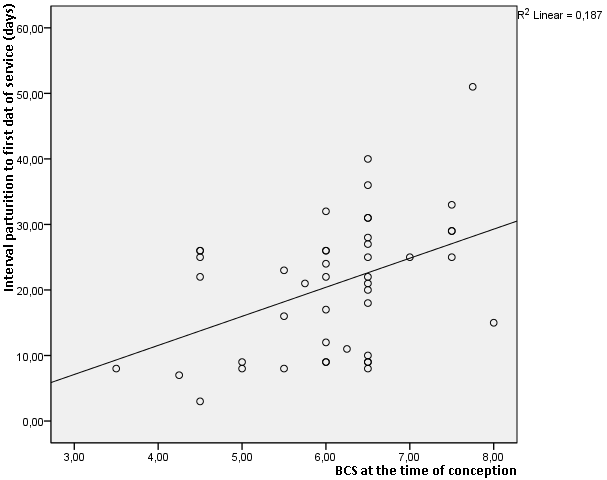 R2 Linear = 0,187
Interval parturition to first dat of service (days)
60,00
50,00
40,00
30,00
20,00
10,00
0,00
3,00 4,00 5,00 6,00 7,00 8,00
BCS at the time of conception